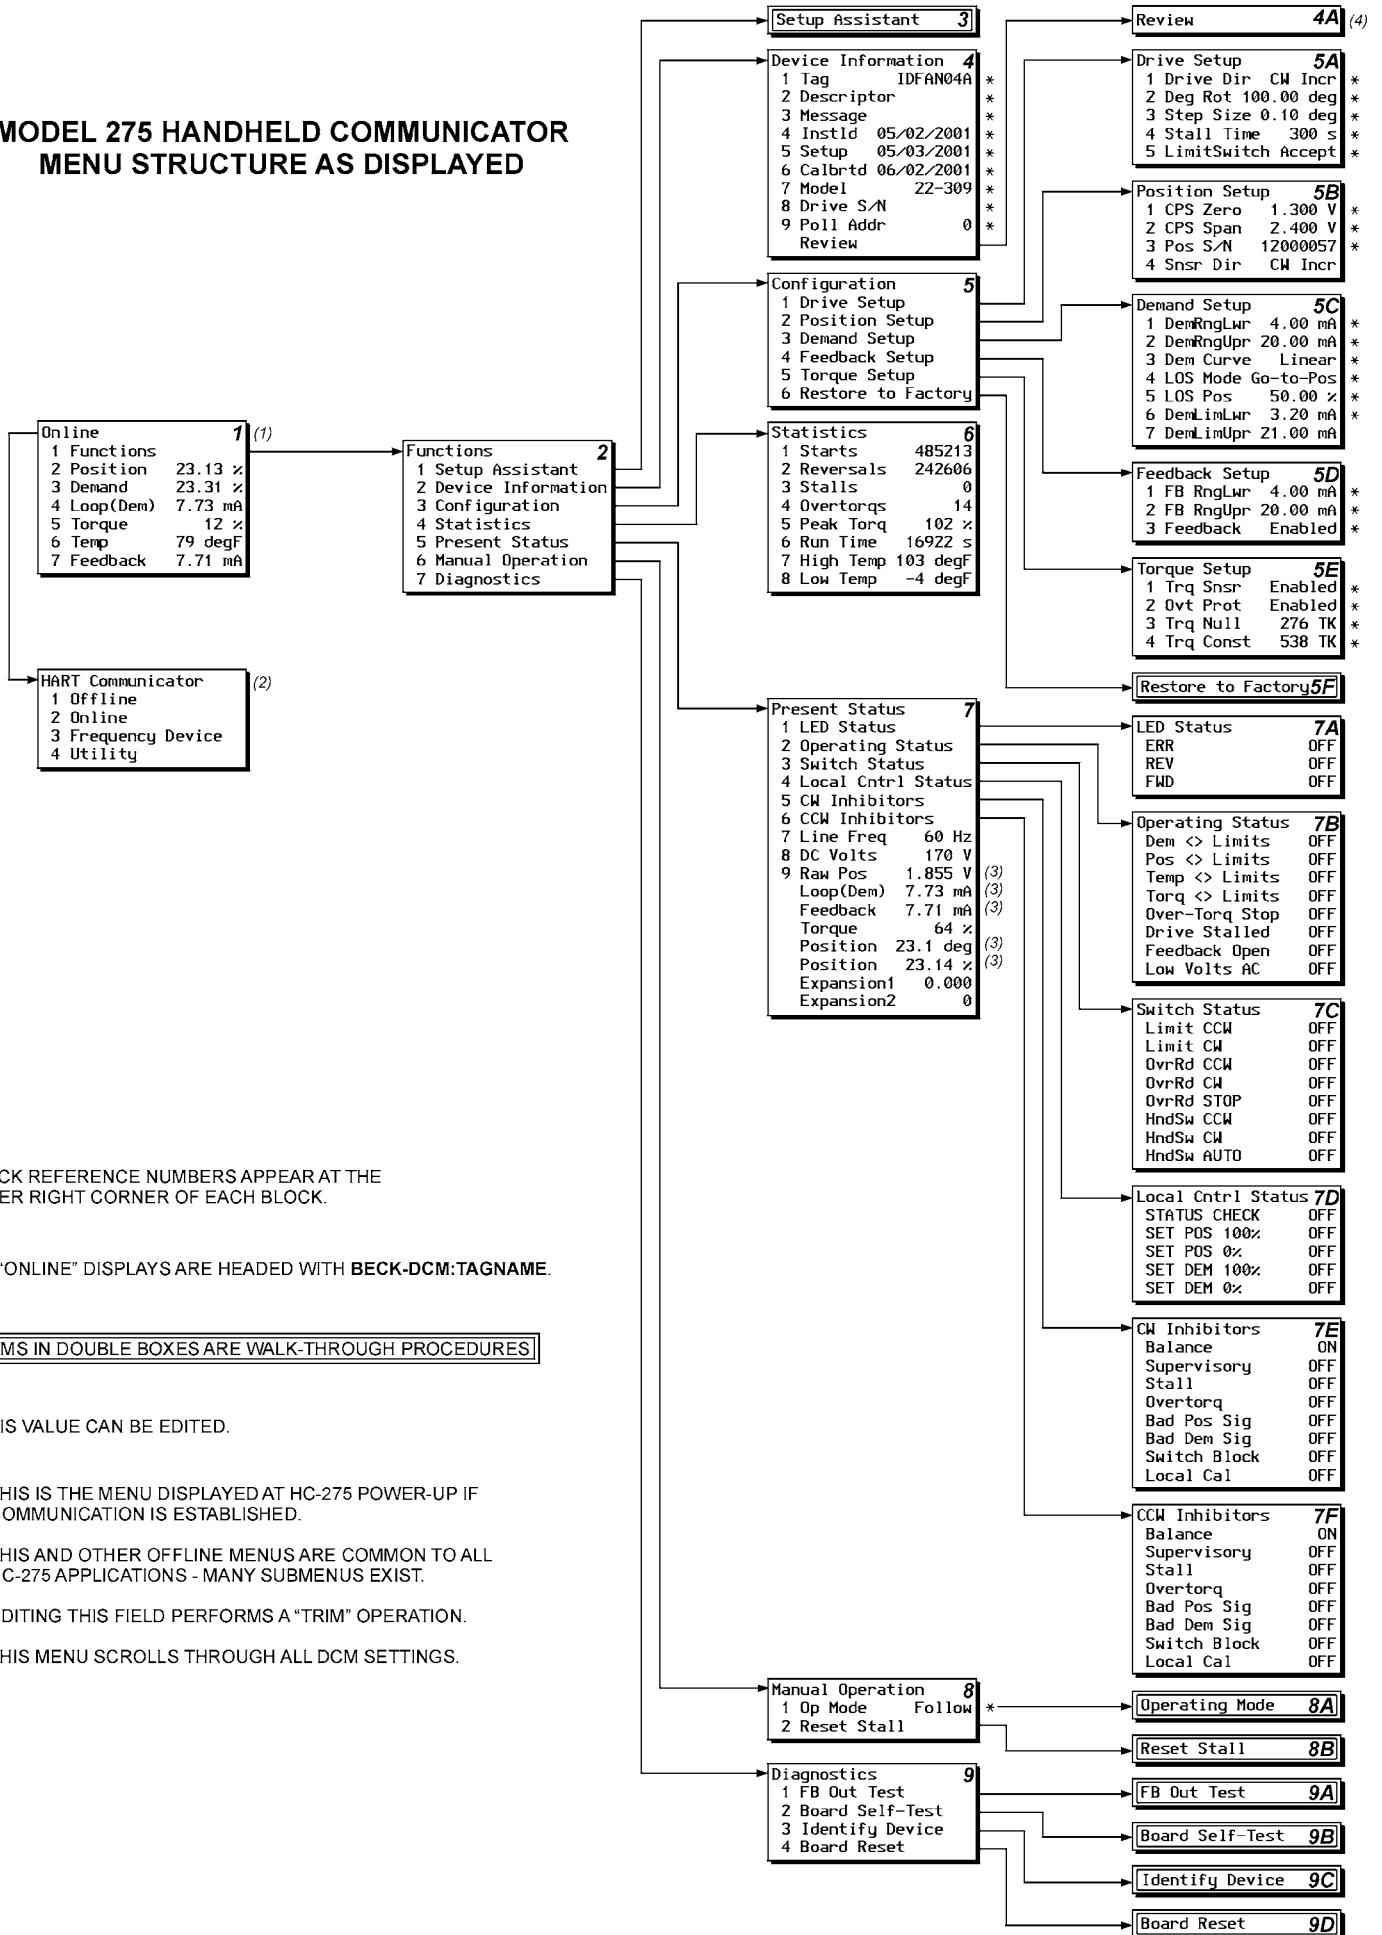 MODEL 275 HANDHELD COMMUNICATOR
MENU STRUCTURE AS DISPLAYED
Online 1 (1)
1 Functions
2 Position 23.13 %
3 Demand 23.31 %
4 Loop(Dem) 7.73 mA
5 Torque 12 %
6 Temp 79 degF
7 Feedback 7.71 mA
HART Communicator (2)
1 Offline
2 Online
3 Frequency Device
4 Utility
CK REFERENCE NUMBERS APPEAR AT THE
ER RIGHT CORNER OF EACH BLOCK.
"ONLINE" DISPLAYS ARE HEADED WITH BECK-DCM:TAGNAME.
MS IN DOUBLE BOXES ARE WALK-THROUGH PROCEDURES
IS VALUE CAN BE EDITED.
HIS IS THE MENU DISPLAYED AT HC-275 POWER-UP IF
OMMUNICATION IS ESTABLISHED.
HIS AND OTHER OFFLINE MENUS ARE COMMON TO ALL
C-275 APPLICATIONS - MANY SUBMENUS EXIST.
DITING THIS FIELD PERFORMS A "TRIM" OPERATION.
HIS MENU SCROLLS THROUGH ALL DCM SETTINGS.
Functions 2
1 Setup Assistant
2 Device Information
3 Configuration
4 Statistics
5 Present Status
6 Manual Operation
7 Diagnostics
Setup Assistant 3
Device Information 4
1 Tag IDFAN04A *
2 Descriptor *
3 Message *
4 Instld 05/02/2001 *
5 Setup 05/03/2001 *
6 Calbrtd 06/02/2001 *
7 Model 22-309 *
8 Drive S/N *
9 Poll Addr 0 *
Review
Configuration 5
1 Drive Setup
2 Position Setup
3 Demand Setup
4 Feedback Setup
5 Torque Setup
6 Restore to Factory
Statistics 6
1 Starts 485213
2 Reversals 242606
3 Stalls 0
4 Overtorqs 14
5 Peak Torq 102 %
6 Run Time 16922 s
7 High Temp 103 degF
8 Low Temp -4 degF
Present Status 7
1 LED Status
2 Operating Status
3 Switch Status
4 Local Cntrl Status
5 CW Inhibitors
6 CCW Inhibitors
7 Line Freq 60 Hz
8 DC Volts 170 V
9 Raw Pos 1.855 V (3)
Loop(Dem) 7.73 mA (3)
Feedback 7.71 mA (3)
Torque 64 %
Position 23.1 deg (3)
Position 23.14 % (3)
Expansion1 0.000
Expansion2 0
Manual Operation 8
1 Op Mode Follow *
2 Reset Stall
Diagnostics 9
1 FB Out Test
2 Board Self-Test
3 Identify Device
4 Board Reset
Review 4A (4)
Drive Setup 5A
1 Drive Dir CW Incr *
2 Deg Rot 100.00 deg *
3 Step Size 0.10 deg *
4 Stall Time 300 s *
5 LimitSwitch Accept *
Position Setup 5B
1 CPS Zero 1.300 V *
2 CPS Span 2.400 V *
3 Pos S/N 12000057 *
4 Snsr Dir CW Incr
Demand Setup 5C
1 DemRngLwr 4.00 mA *
2 DemRngUpr 20.00 mA *
3 Dem Curve Linear *
4 LOS Mode Go-to-Pos *
5 LOS Pos 50.00 % *
6 DemLimLwr 3.20 mA *
7 DemLimUpr 21.00 mA
Feedback Setup 5D
1 FB RngLwr 4.00 mA *
2 FB RngUpr 20.00 mA *
3 Feedback Enabled *
Torque Setup 5E
1 Trq Snsr Enabled *
2 Ovt Prot Enabled *
3 Trq Null 276 TK *
4 Trq Const 538 TK *
Restore to Factory 5F
LED Status 7A
ERR OFF
REV OFF
FWD OFF
Operating Status 7B
Dem <> Limits OFF
Pos <> Limits OFF
Temp <> Limits OFF
Torq <> Limits OFF
Over-Torq Stop OFF
Drive Stalled OFF
Feedback Open OFF
Low Volts AC OFF
Switch Status 7C
Limit CCW OFF
Limit CW OFF
OvrRd CCW OFF
OvrRd CW OFF
OvrRd STOP OFF
HndSw CCW OFF
HndSw CW OFF
HndSw AUTO OFF
Local Cntrl Status 7D
STATUS CHECK OFF
SET POS 100% OFF
SET POS 0% OFF
SET DEM 100% OFF
SET DEM 0% OFF
CW Inhibitors 7E
Balance ON
Supervisory OFF
Stall OFF
Overtorq OFF
Bad Pos Sig OFF
Bad Dem Sig OFF
Switch Block OFF
Local Cal OFF
CCW Inhibitors 7F
Balance ON
Supervisory OFF
Stall OFF
Overtorq OFF
Bad Pos Sig OFF
Bad Dem Sig OFF
Switch Block OFF
Local Cal OFF
Operating Mode 8A
Reset Stall 8B
FB Out Test 9A
Board Self-Test 9B
Identify Device 9C
Board Reset 9D